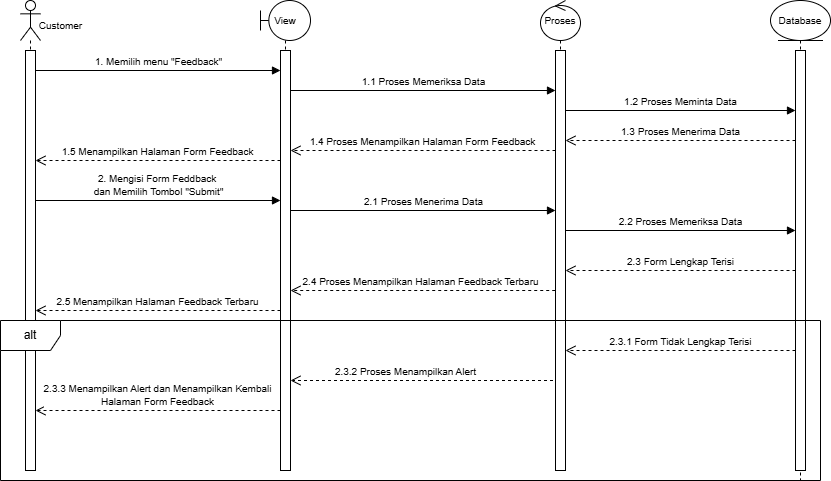 Customer
View
Proses
Database
1. Memilih menu "Feedback"
1.1 Proses Memeriksa Data
1.2 Proses Meminta Data
1.3 Proses Menerima Data
1.4 Proses Menampilkan Halaman Form Feedback
1.5 Menampilkan Halaman Form Feedback
2. Mengisi Form Feddback
dan Memilih Tombol "Submit"
2.1 Proses Menerima Data
2.2 Proses Memeriksa Data
2.3 Form Lengkap Terisi
2.4 Proses Menampilkan Halaman Feedback Terbaru
2.5 Menampilkan Halaman Feedback Terbaru
alt
2.3.1 Form Tidak Lengkap Terisi
2.3.2 Proses Menampilkan Alert
2.3.3 Menampilkan Alert dan Menampilkan Kembali
Halaman Form Feedback